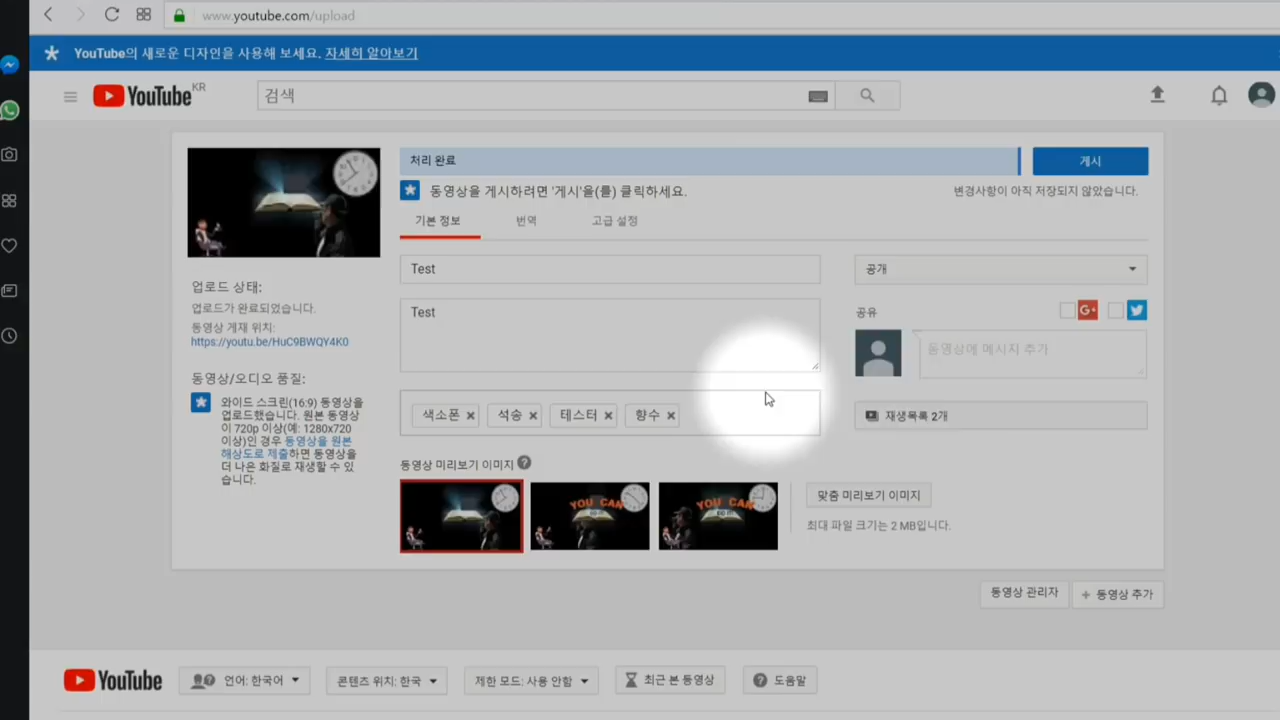 www.youtube.com/upload
YouTube의 새로운 디자인을 사용해 보세요. 자세히 알아보기
YouTube KR
검색
처리 완료
게시
동영상을 게시하려면 '게시'을(를) 클릭하세요.
변경사항이 아직 저장되지 않았습니다.
기본 정보
번역
고급 설정
Test
공개
Test
업로드 상태:
업로드가 완료되었습니다.
동영상 게재 위치:
https://youtu.be/HuC9BWQY4K0
공유
G+
동영상에 메시지 추가
동영상/오디오 품질:
와이드 스크린(16:9) 동영상을
업로드했습니다. 원본 동영상
이 720p 이상(예: 1280x720
이상)인 경우 동영상을 원본
해상도로 제출하면 동영상을
더 나은 화질로 재생할 수 있
습니다.
색소폰 × 석송 × 테스터 × 향수 ×
재생목록 2개
동영상 미리보기 이미지 ?
YOU CAN
DO IT!
YOU CAN
DO IT!
맞춤 미리보기 이미지
최대 파일 크기는 2 MB입니다.
동영상 관리자
+ 동영상 추가
YouTube
언어: 한국어
콘텐츠 위치: 한국
제한 모드: 사용 안함
최근 본 동영상
? 도움말